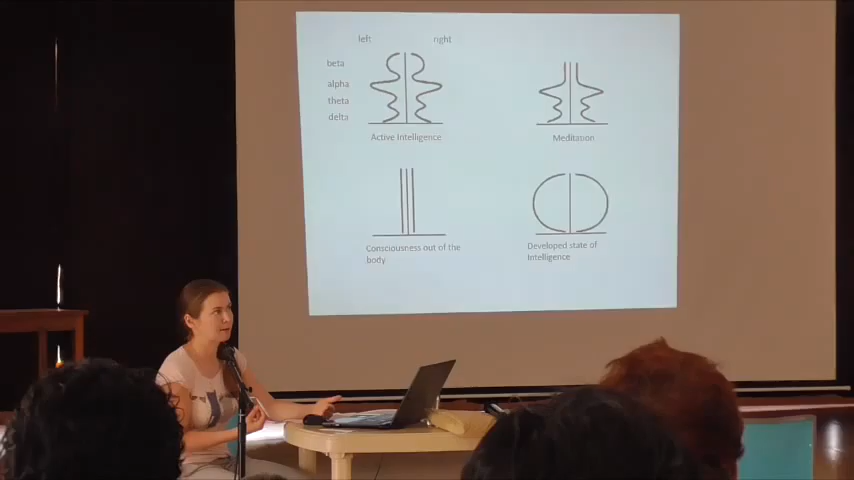 left right
beta
alpha
theta
delta
Active Intelligence
Meditation
Consciousness out of the
body
Developed state of
Intelligence